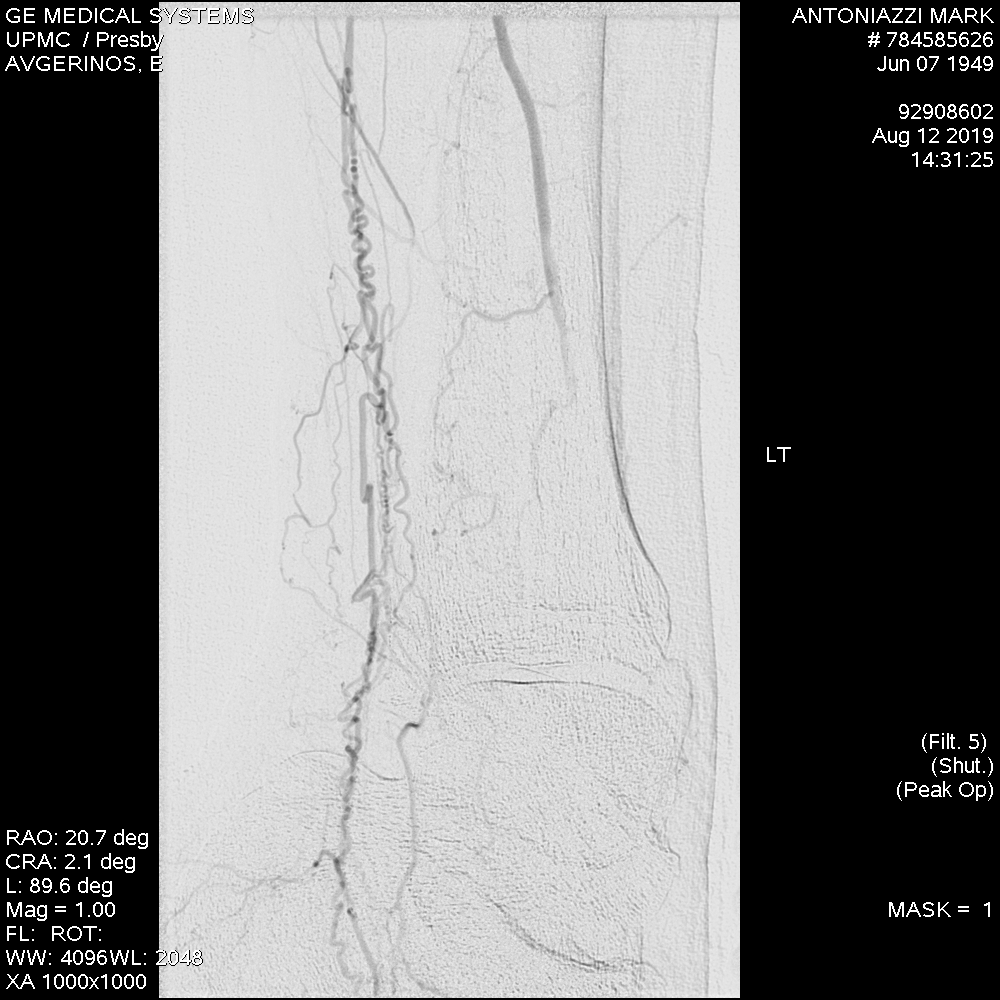 GE MEDICAL SYSTEMS
UPMC / Presby
AVGERINOS, E
ANTONIAZZI MARK
# 784585626
Jun 07 1949
92908602
Aug 12 2019
14:31:25
LT
(Filt. 5)
(Shut.)
(Peak Op)
RAO: 20.7 deg
CRA: 2.1 deg
L: 89.6 deg
Mag = 1.00
FL: ROT:
WW: 4096WL: 2048
XA 1000x1000
MASK = 1